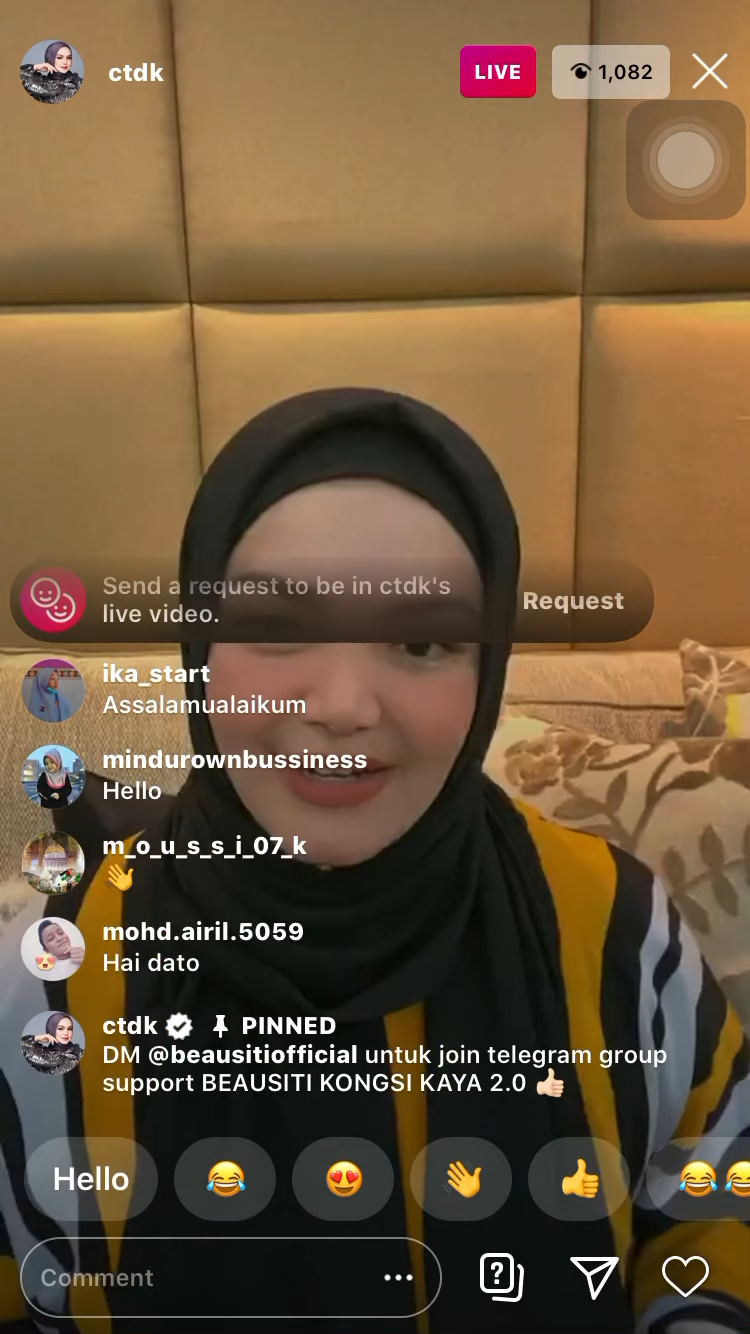 ctdk
LIVE
1,082
Send a request to be in ctdk's
live video.
Request
ika_start
Assalamualaikum
mindurownbussiness
Hello
m_o_u_s_s_i_07_k
👋
mohd.airil.5059
Hai dato
ctdk PINNED
DM @beausitiofficial untuk join telegram group
support BEAUSITI KONGSI KAYA 2.0 👍🏻
Hello 😂 😍 👋 👍 😂😂
Comment